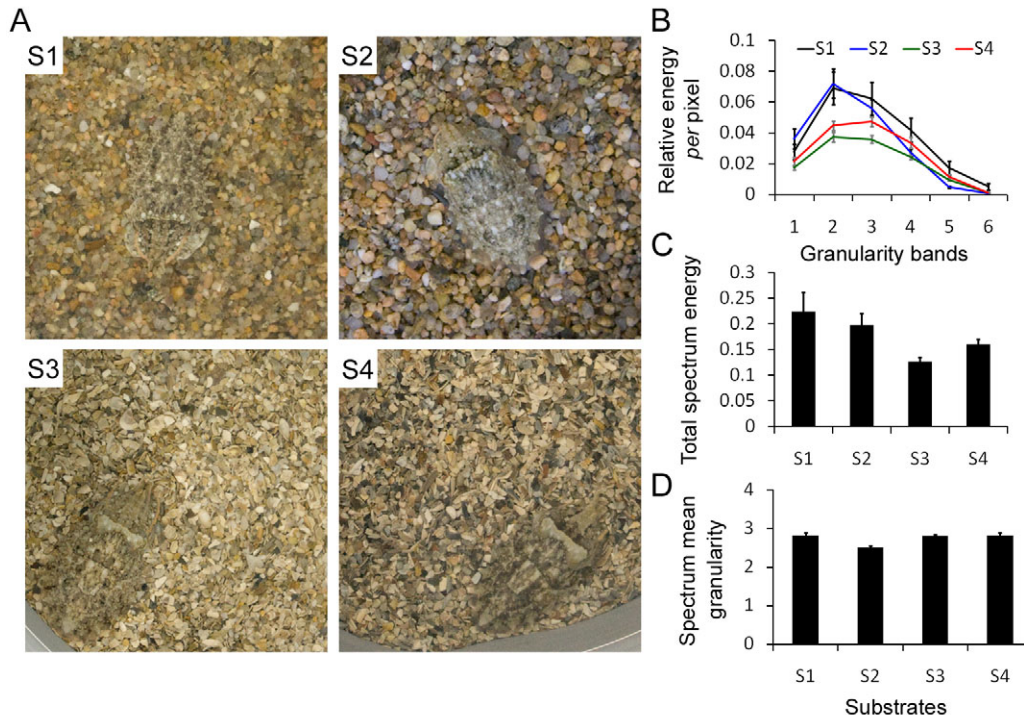 A
S1
S2
S3
S4
B
Relative energy
per pixel
0.1
0.08
0.06
0.04
0.02
0
S1 S2 S3 S4
1 2 3 4 5 6
Granularity bands
C
Total spectrum energy
0.3
0.25
0.2
0.15
0.1
0.05
0
S1 S2 S3 S4
D
Spectrum mean
granularity
4
3
2
1
0
S1 S2 S3 S4
Substrates